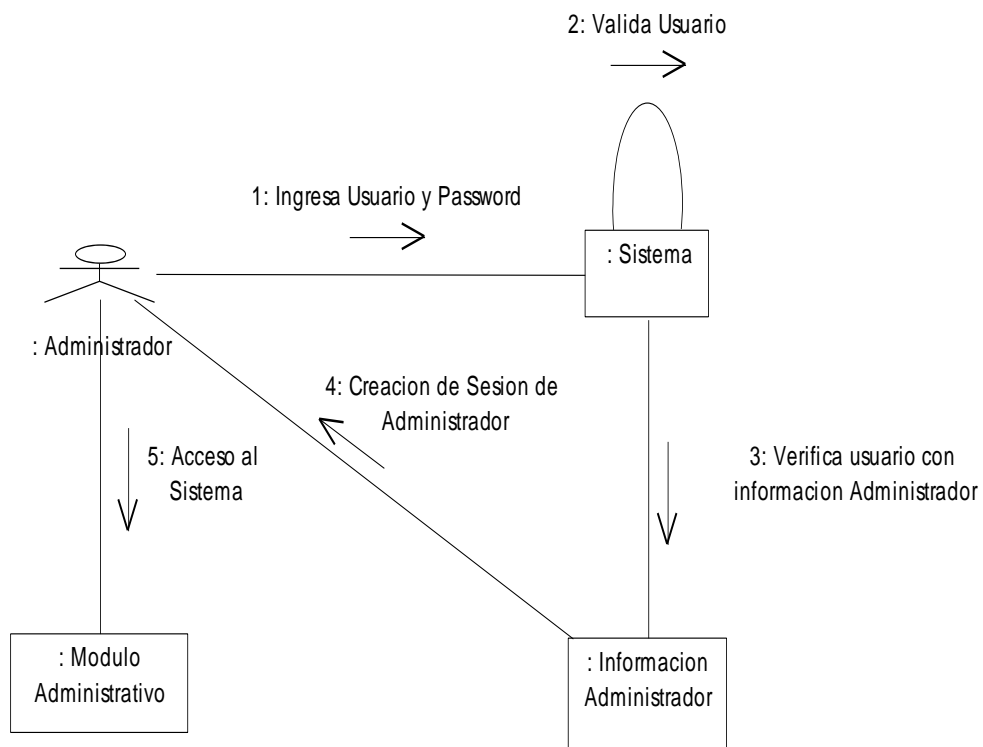 2: Valida Usuario
1: Ingresa Usuario y Password
: Sistema
: Administrador
4: Creacion de Sesion de
Administrador
5: Acceso al
Sistema
3: Verifica usuario con
informacion Administrador
: Modulo
Administrativo
: Informacion
Administrador